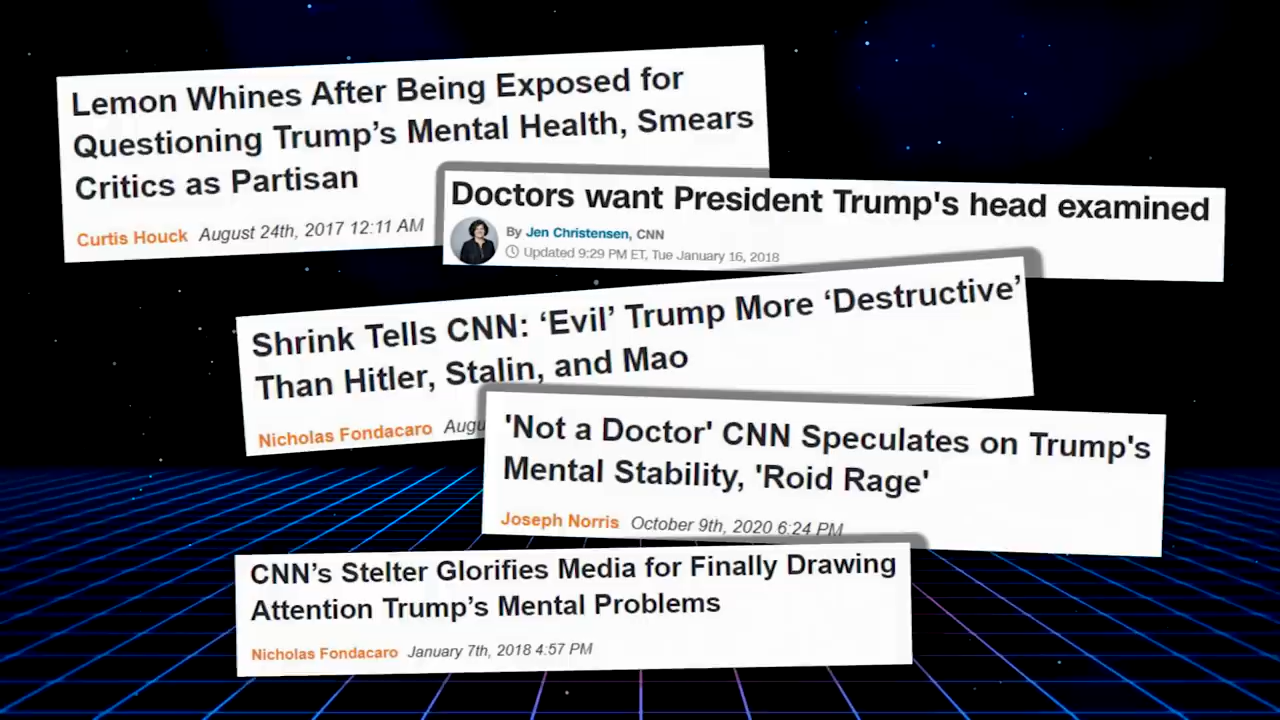 Lemon Whines After Being Exposed for
Questioning Trump’s Mental Health, Smears
Critics as Partisan
Curtis Houck August 24th, 2017 12:11 AM
Doctors want President Trump's head examined
By Jen Christensen, CNN
Updated 9:29 PM ET, Tue January 16, 2018
Shrink Tells CNN: ‘Evil’ Trump More ‘Destructive’
Than Hitler, Stalin, and Mao
Nicholas Fondacaro Augu
'Not a Doctor' CNN Speculates on Trump's
Mental Stability, 'Roid Rage'
Joseph Norris October 9th, 2020 6:24 PM
CNN’s Stelter Glorifies Media for Finally Drawing
Attention Trump’s Mental Problems
Nicholas Fondacaro January 7th, 2018 4:57 PM